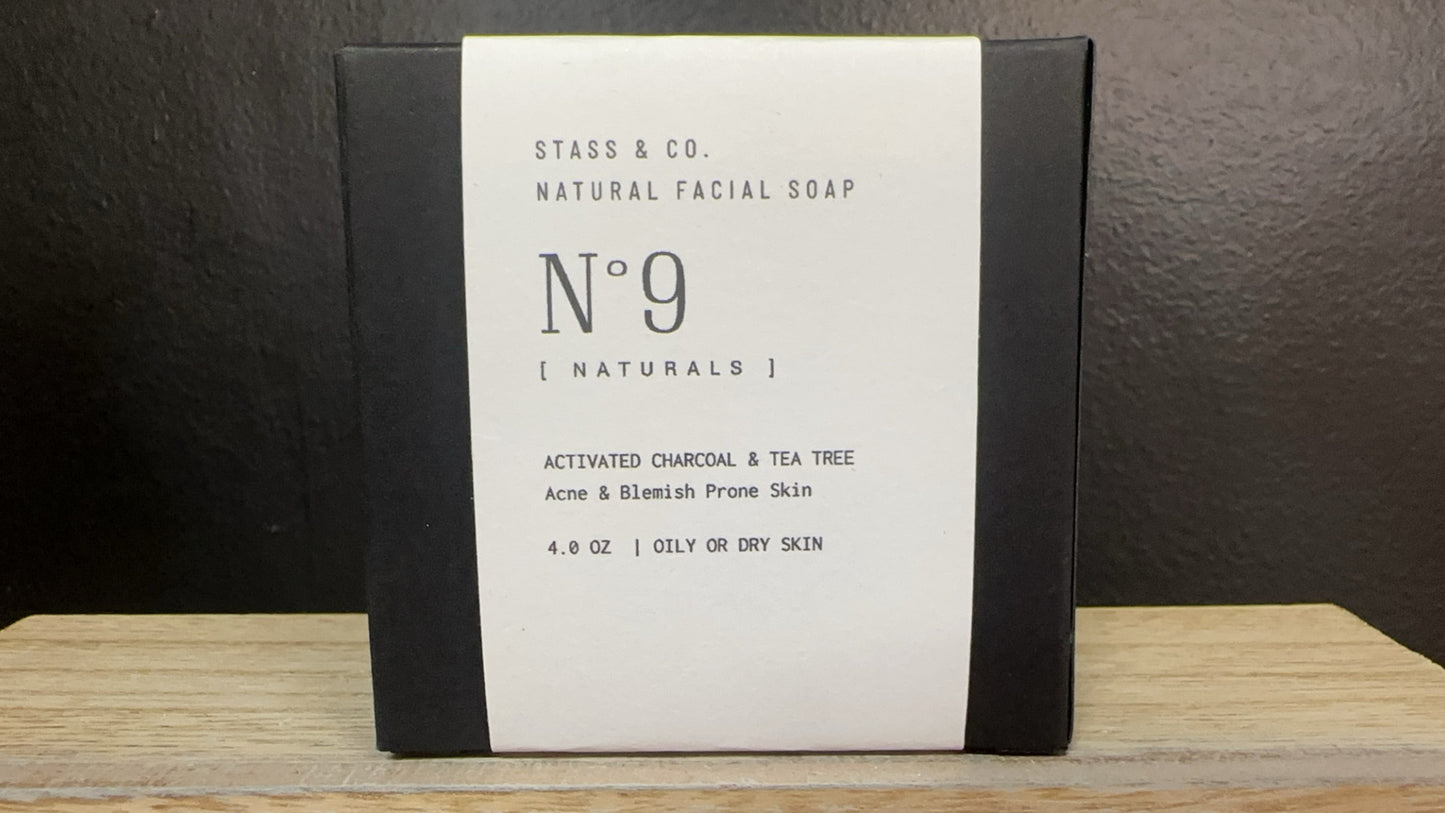 STASS & CO.
NATURAL FACIAL SOAP
N°9
[ NATURALS ]
ACTIVATED CHARCOAL & TEA TREE
Acne & Blemish Prone Skin
4.0 OZ | OILY OR DRY SKIN